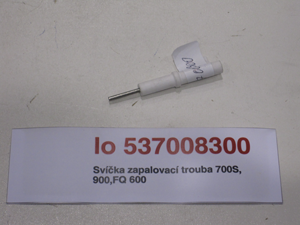 lo 537008300
Svíčka zapalovací trouba 700S,
900,FQ 600